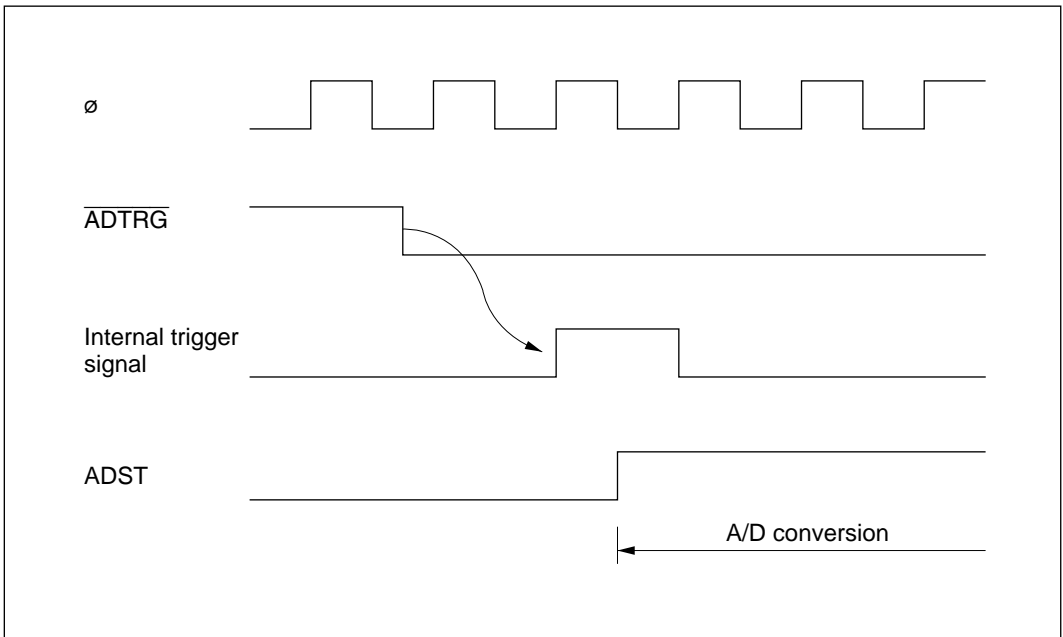 ø
ADTRG
Internal trigger
signal
ADST
A/D conversion